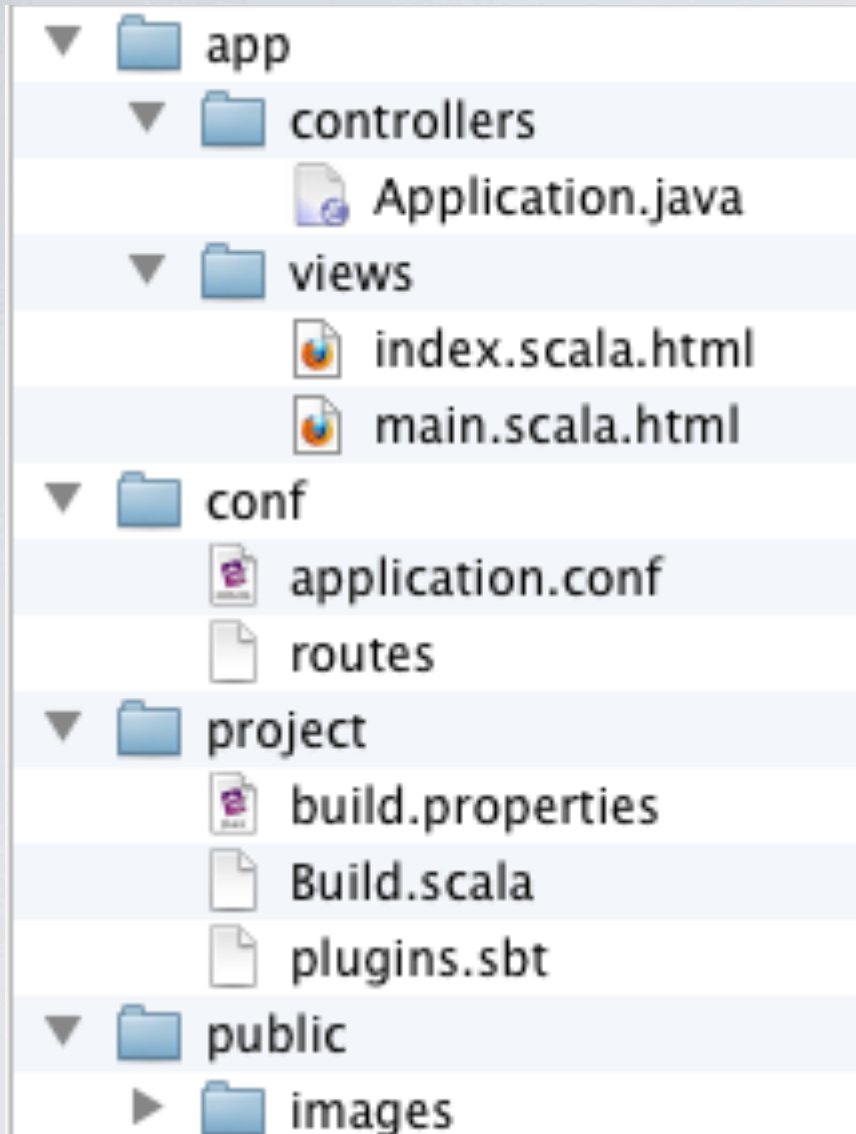 app
controllers
Application.java
views
index.scala.html
main.scala.html
conf
application.conf
routes
project
build.properties
Build.scala
plugins.sbt
public
images